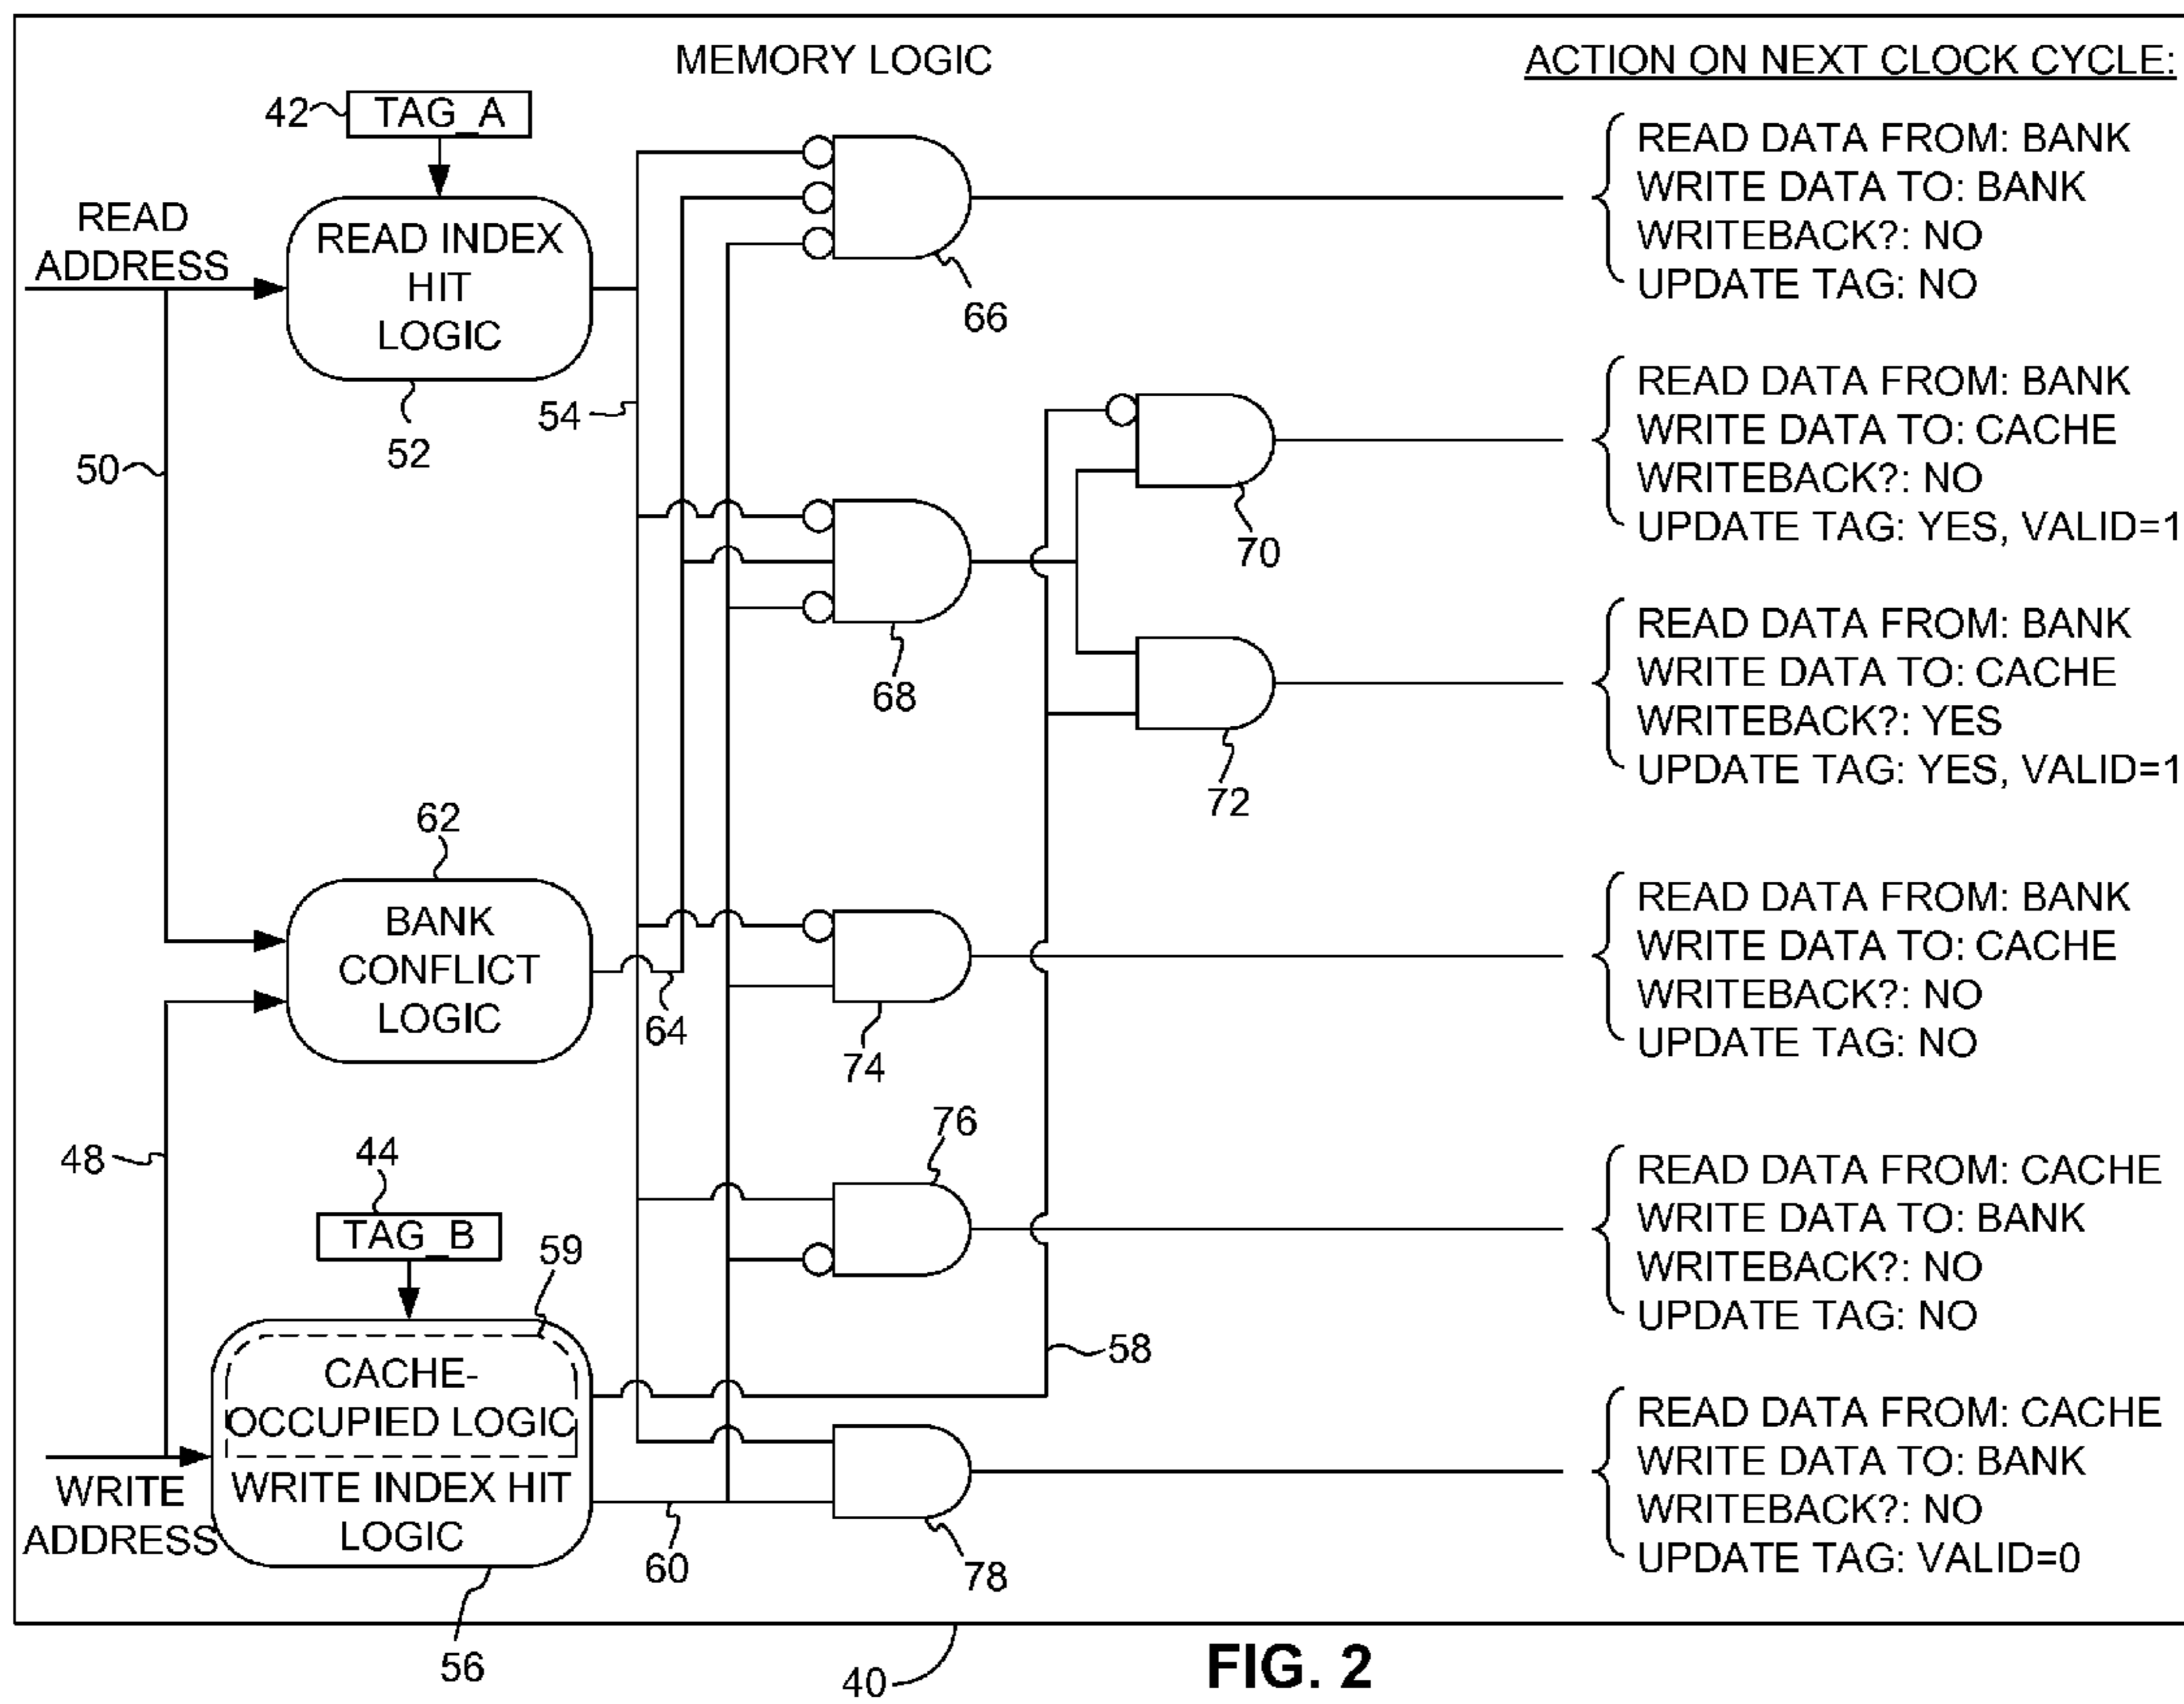 MEMORY LOGIC
ACTION ON NEXT CLOCK CYCLE:
42
TAG_A
READ
ADDRESS
READ INDEX
HIT
LOGIC
52
50
54
66
READ DATA FROM: BANK
WRITE DATA TO: BANK
WRITEBACK?: NO
UPDATE TAG: NO
68
70
READ DATA FROM: BANK
WRITE DATA TO: CACHE
WRITEBACK?: NO
UPDATE TAG: YES, VALID=1
72
READ DATA FROM: BANK
WRITE DATA TO: CACHE
WRITEBACK?: YES
UPDATE TAG: YES, VALID=1
62
BANK
CONFLICT
LOGIC
64
74
READ DATA FROM: BANK
WRITE DATA TO: CACHE
WRITEBACK?: NO
UPDATE TAG: NO
48
44
TAG_B
59
76
READ DATA FROM: CACHE
WRITE DATA TO: BANK
WRITEBACK?: NO
UPDATE TAG: NO
58
CACHE-
OCCUPIED LOGIC
WRITE INDEX HIT
LOGIC
WRITE
ADDRESS
56
60
78
READ DATA FROM: CACHE
WRITE DATA TO: BANK
WRITEBACK?: NO
UPDATE TAG: VALID=0
40
FIG. 2